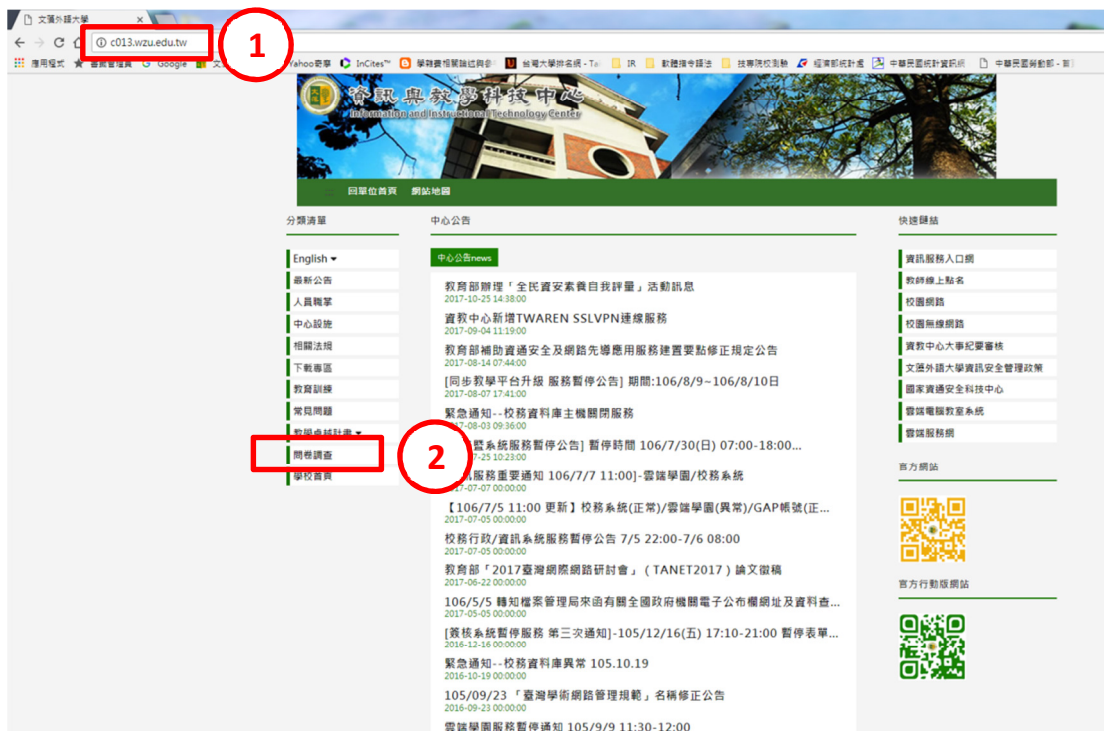 文藻外語大學
c013.wzu.edu.tw
1
應用程式
Google
Yahoo奇摩
InCites™
台灣大學排名網 - Tai
IR
軟體指令語法
技專院校測驗
經濟部統計處
中華民國統計資訊網
中華民國勞動部 -
資訊與教學科技中心
Information and Instructional Technology Center
回單位首頁 網站地圖
分類清單
English
最新公告
人員職掌
中心設施
相關法規
下載專區
教育訓練
常見問題
教學卓越計畫
問卷調查
2
學校首頁
中心公告
中心公告news
教育部辦理「全民資安素養自我評量」活動訊息
2017-10-25 14:38:00
資教中心新增TWAREN SSLVPN連線服務
2017-09-04 11:19:00
教育部補助資通安全及網路先導應用服務建置要點修正規定公告
2017-08-14 07:44:00
[同步教學平台升級 服務暫停公告] 期間:106/8/9~106/8/10日
2017-08-07 17:41:00
緊急通知--校務資料庫主機關閉服務
2017-08-03 09:36:00
暨系統服務暫停公告] 暫停時間 106/7/30(日) 07:00-18:00...
-25 10:23:00
服務重要通知 106/7/7 11:00]-雲端學園/校務系統
2017-07-07 00:00:00
【106/7/5 11:00 更新】校務系統(正常)/雲端學園(異常)/GAP帳號(正...
2017-07-05 00:00:00
校務行政/資訊系統服務暫停公告 7/5 22:00-7/6 08:00
2017-07-05 00:00:00
教育部「2017臺灣網際網路研討會」（TANET2017）論文徵稿
2017-06-22 00:00:00
106/5/5 轉知檔案管理局來函有關全國政府機關電子公布欄網址及資料查...
2017-05-05 00:00:00
[簽核系統暫停服務 第三次通知]-105/12/16(五) 17:10-21:00 暫停表單...
2016-12-16 00:00:00
緊急通知--校務資料庫異常 105.10.19
2016-10-19 00:00:00
105/09/23 「臺灣學術網路管理規範」名稱修正公告
2016-09-23 00:00:00
雲端學園服務暫停通知 105/9/9 11:30-12:00
快速鏈結
資訊服務入口網
教師線上點名
校園網路
校園無線網路
資教中心大事紀要審核
文藻外語大學資訊安全管理政策
國家資通安全科技中心
雲端電腦教室系統
雲端服務網
官方網站
官方行動版網站